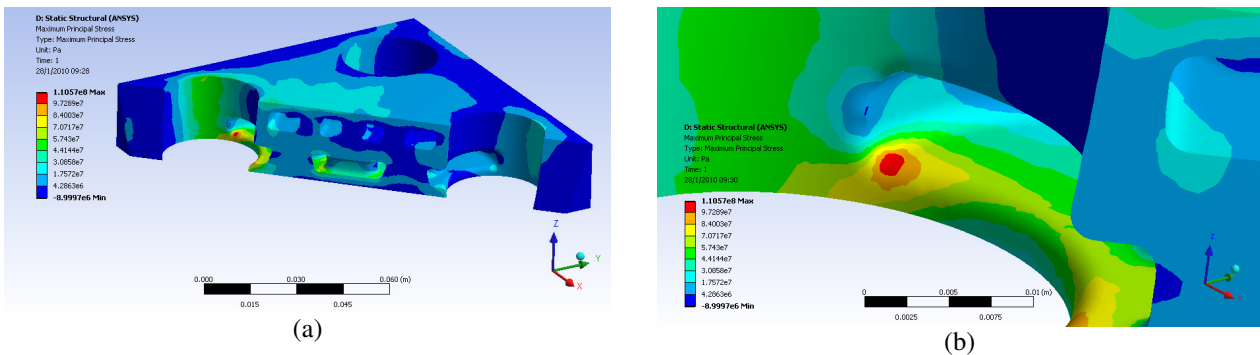 D: Static Structural (ANSYS)
Maximum Principal Stress
Type: Maximum Principal Stress
Unit: Pa
Time: 1
28/1/2010 09:28
1.1057e8 Max
9.7289e7
8.4003e7
7.0717e7
5.743e7
4.4144e7
3.0858e7
1.7572e7
4.2863e6
-8.9997e6 Min
0.000
0.030
0.060 (m)
0.015
0.045
Z
Y
X
(a)
D: Static Structural (ANSYS)
Maximum Principal Stress
Type: Maximum Principal Stress
Unit: Pa
Time: 1
28/1/2010 09:30
1.1057e8 Max
9.7289e7
8.4003e7
7.0717e7
5.743e7
4.4144e7
3.0858e7
1.7572e7
4.2863e6
-8.9997e6 Min
0
0.005
0.01 (m)
0.0025
0.0075
Z
Y
X
(b)